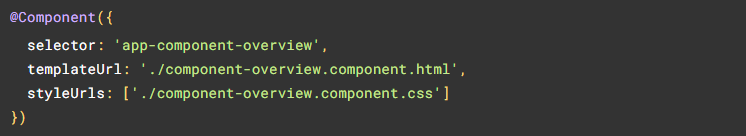 @Component({
  selector: 'app-component-overview',
  templateUrl: './component-overview.component.html',
  styleUrls: ['./component-overview.component.css']
})